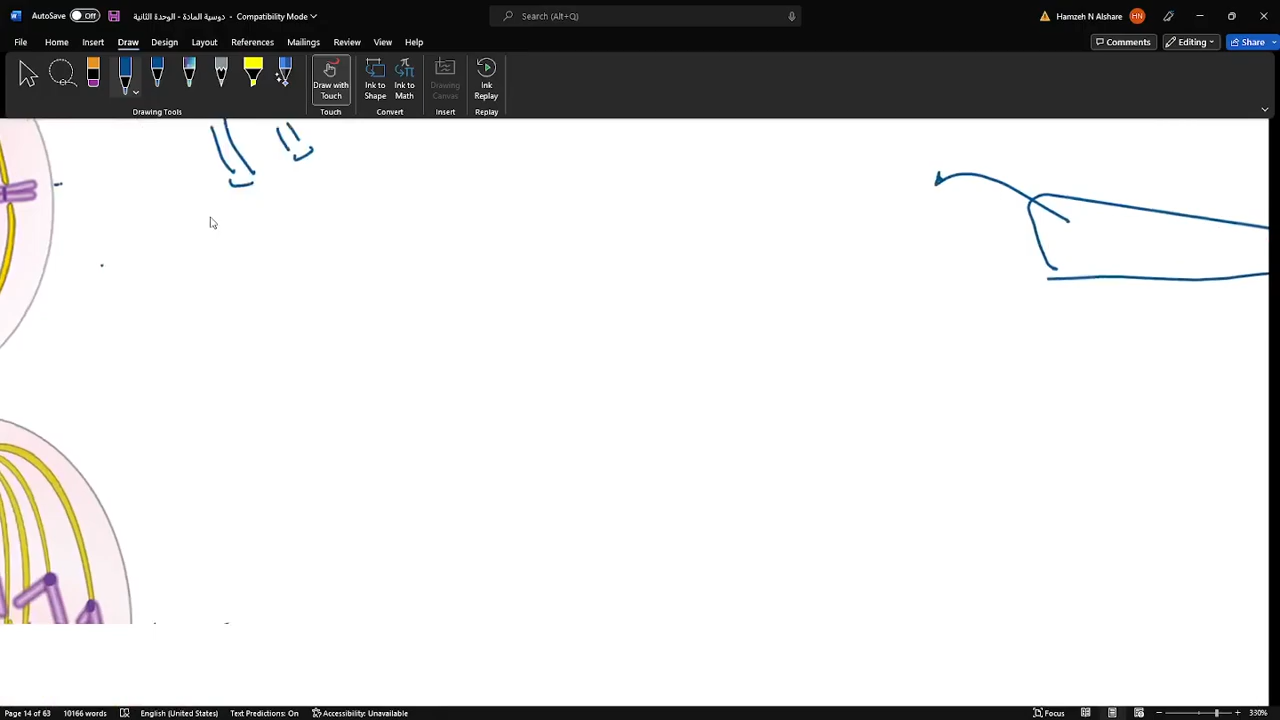 AutoSave Off دوسية المادة - الوحدة الثانية - Compatibility Mode Search (Alt+Q) Hamzeh N Alshare HN
File Home Insert Draw Design Layout References Mailings Review View Help Comments Editing Share
Draw with Touch Ink to Shape Ink to Math Drawing Canvas Ink Replay
Drawing Tools Touch Convert Insert Replay
Page 14 of 63 10166 words English (United States) Text Predictions: On Accessibility: Unavailable Focus 330%